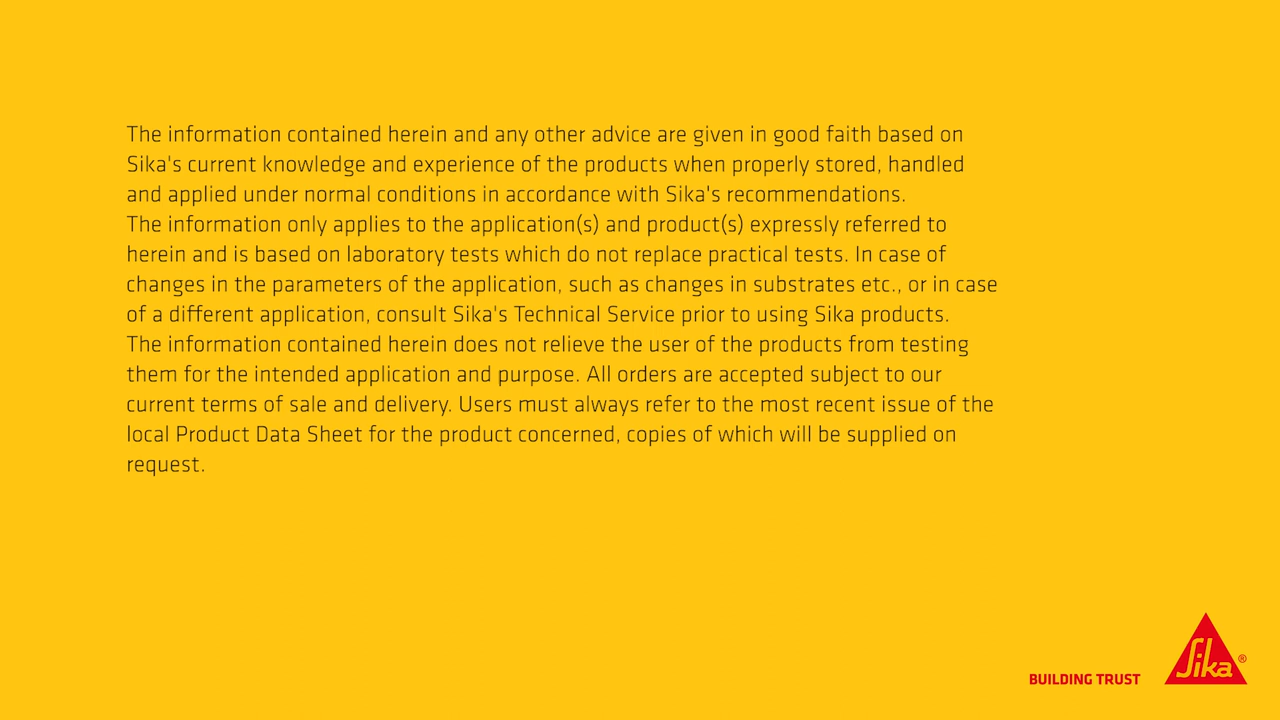 The information contained herein and any other advice are given in good faith based on
Sika's current knowledge and experience of the products when properly stored, handled
and applied under normal conditions in accordance with Sika's recommendations.
The information only applies to the application(s) and product(s) expressly referred to
herein and is based on laboratory tests which do not replace practical tests. In case of
changes in the parameters of the application, such as changes in substrates etc., or in case
of a different application, consult Sika's Technical Service prior to using Sika products.
The information contained herein does not relieve the user of the products from testing
them for the intended application and purpose. All orders are accepted subject to our
current terms of sale and delivery. Users must always refer to the most recent issue of the
local Product Data Sheet for the product concerned, copies of which will be supplied on
request.
BUILDING TRUST
Sika®